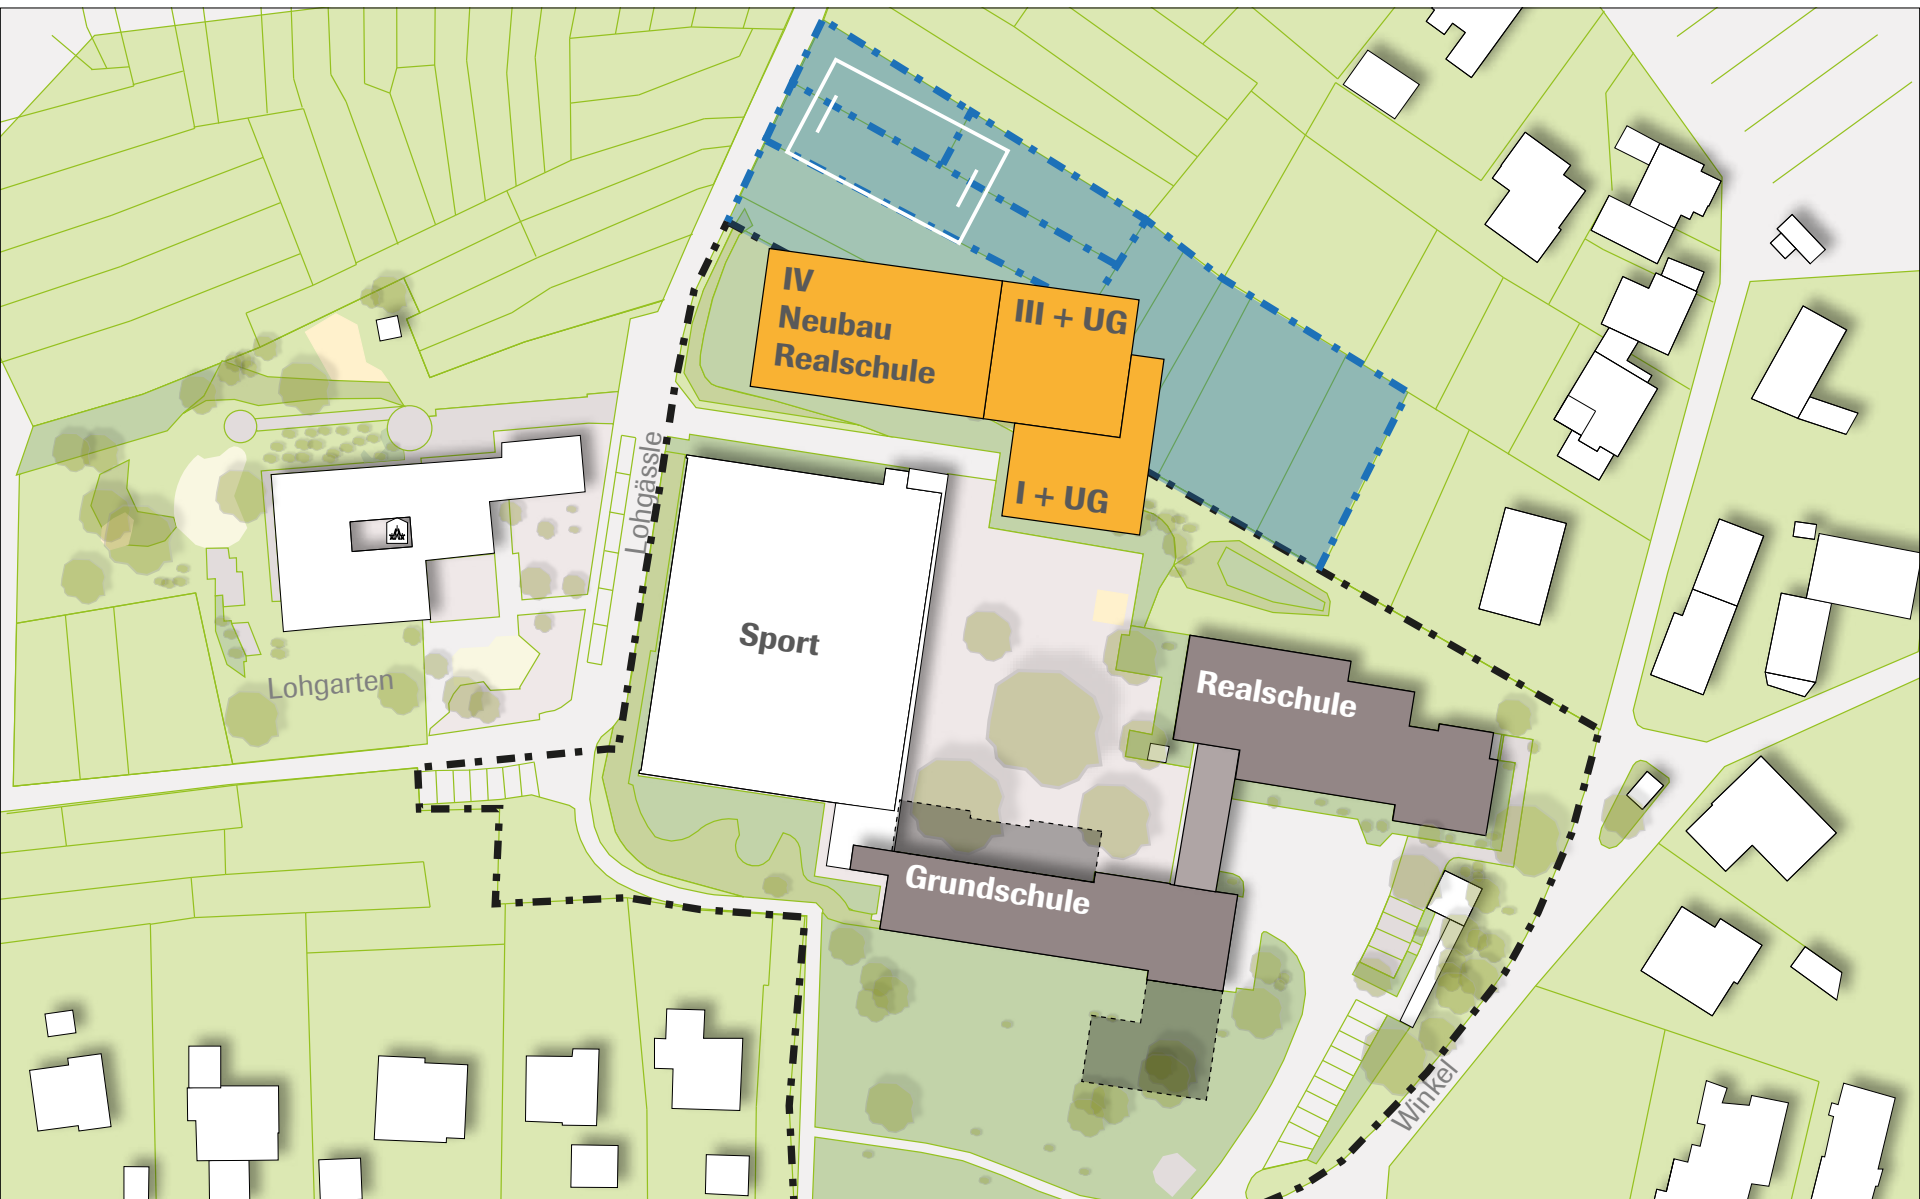 IV
Neubau
Realschule
III + UG
I + UG
Lohgässle
Sport
Lohgarten
Realschule
Grundschule
Winkel